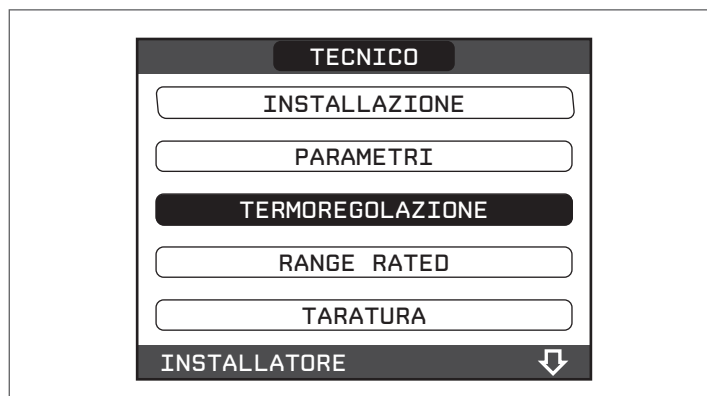 TECNICO
INSTALLAZIONE
PARAMETRI
TERMOREGOLAZIONE
RANGE RATED
TARATURA
INSTALLATORE